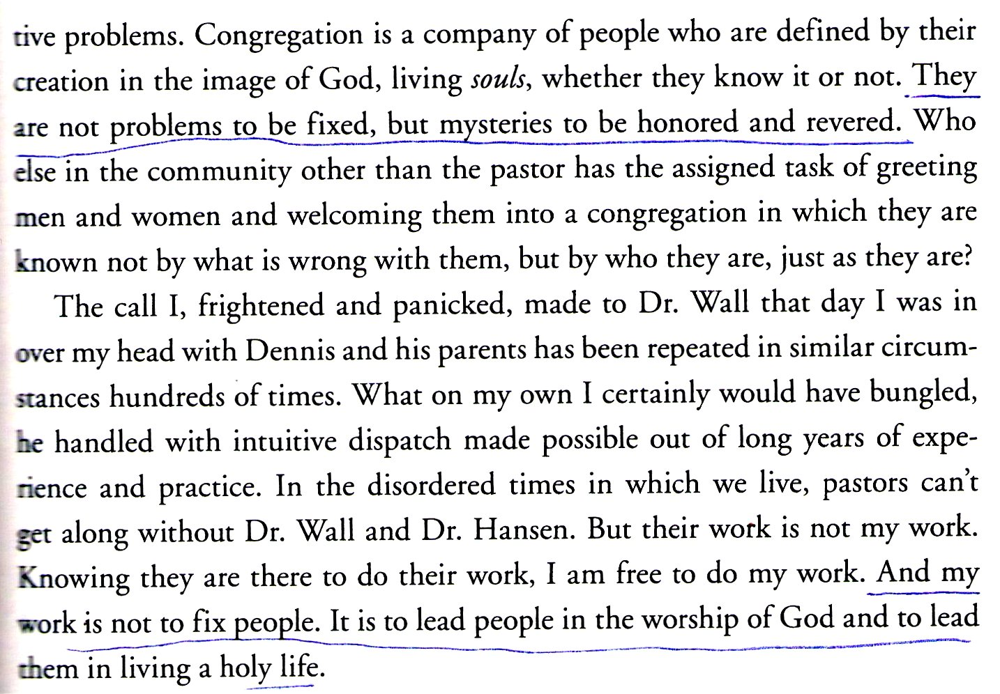 tive problems. Congregation is a company of people who are defined by their
creation in the image of God, living souls, whether they know it or not. They
are not problems to be fixed, but mysteries to be honored and revered. Who
else in the community other than the pastor has the assigned task of greeting
men and women and welcoming them into a congregation in which they are
known not by what is wrong with them, but by who they are, just as they are?
The call I, frightened and panicked, made to Dr. Wall that day I was in
over my head with Dennis and his parents has been repeated in similar circum-
stances hundreds of times. What on my own I certainly would have bungled,
he handled with intuitive dispatch made possible out of long years of expe-
rience and practice. In the disordered times in which we live, pastors can't
get along without Dr. Wall and Dr. Hansen. But their work is not my work.
Knowing they are there to do their work, I am free to do my work. And my
work is not to fix people. It is to lead people in the worship of God and to lead
them in living a holy life.